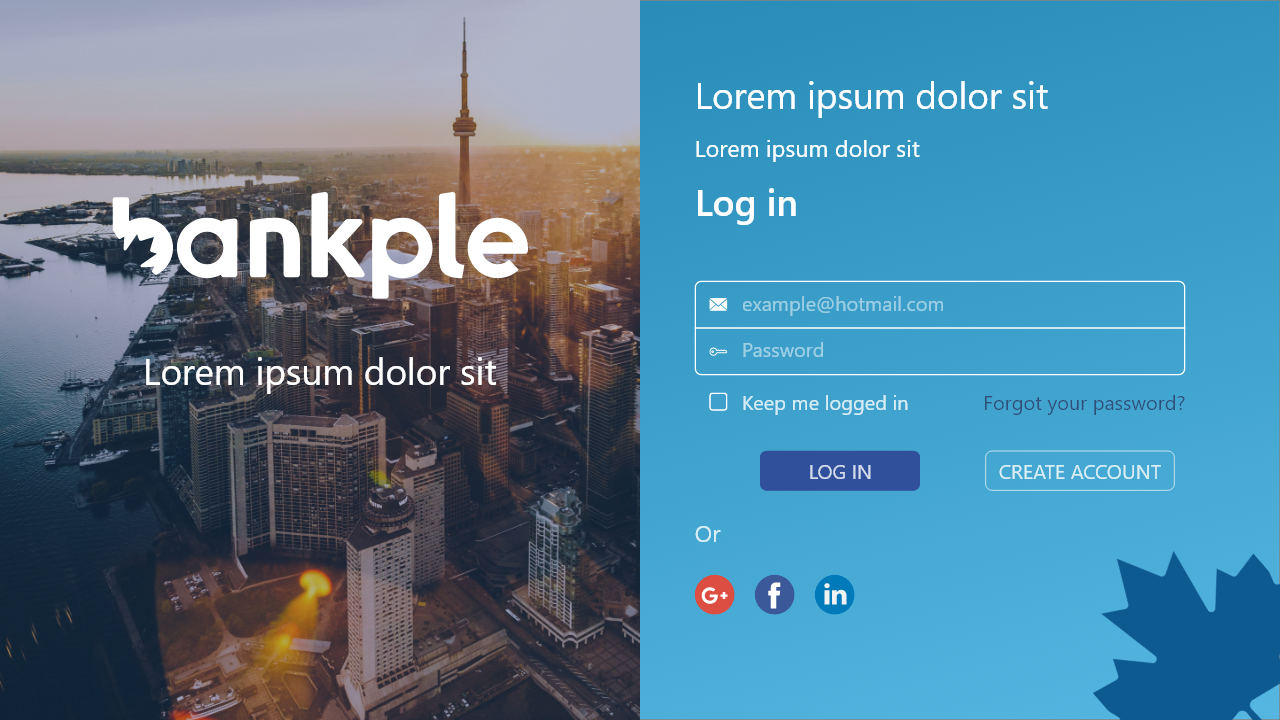 bankple
Lorem ipsum dolor sit
Lorem ipsum dolor sit
Lorem ipsum dolor sit
Log in
example@hotmail.com
Password
Keep me logged in
Forgot your password?
LOG IN
CREATE ACCOUNT
Or
G+
f
in